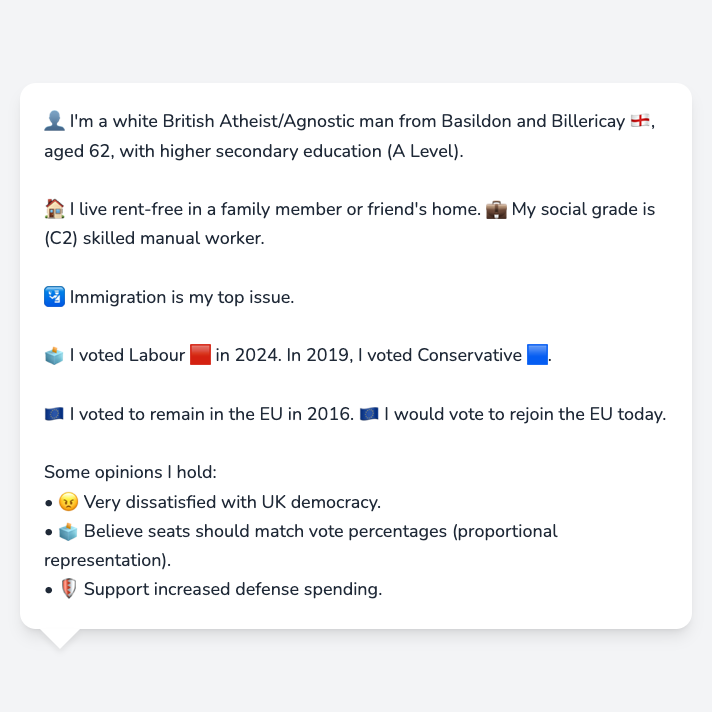 👤 I'm a white British Atheist/Agnostic man from Basildon and Billericay 🏴󠁧󠁢󠁥󠁮󠁧󠁿,
aged 62, with higher secondary education (A Level).
🏠 I live rent-free in a family member or friend's home. 💼 My social grade is
(C2) skilled manual worker.
🛂 Immigration is my top issue.
🗳️ I voted Labour 🟥 in 2024. In 2019, I voted Conservative 🟦.
🇪🇺 I voted to remain in the EU in 2016. 🇪🇺 I would vote to rejoin the EU today.
Some opinions I hold:
• 😠 Very dissatisfied with UK democracy.
• 🗳️ Believe seats should match vote percentages (proportional
representation).
• 🛡️ Support increased defense spending.